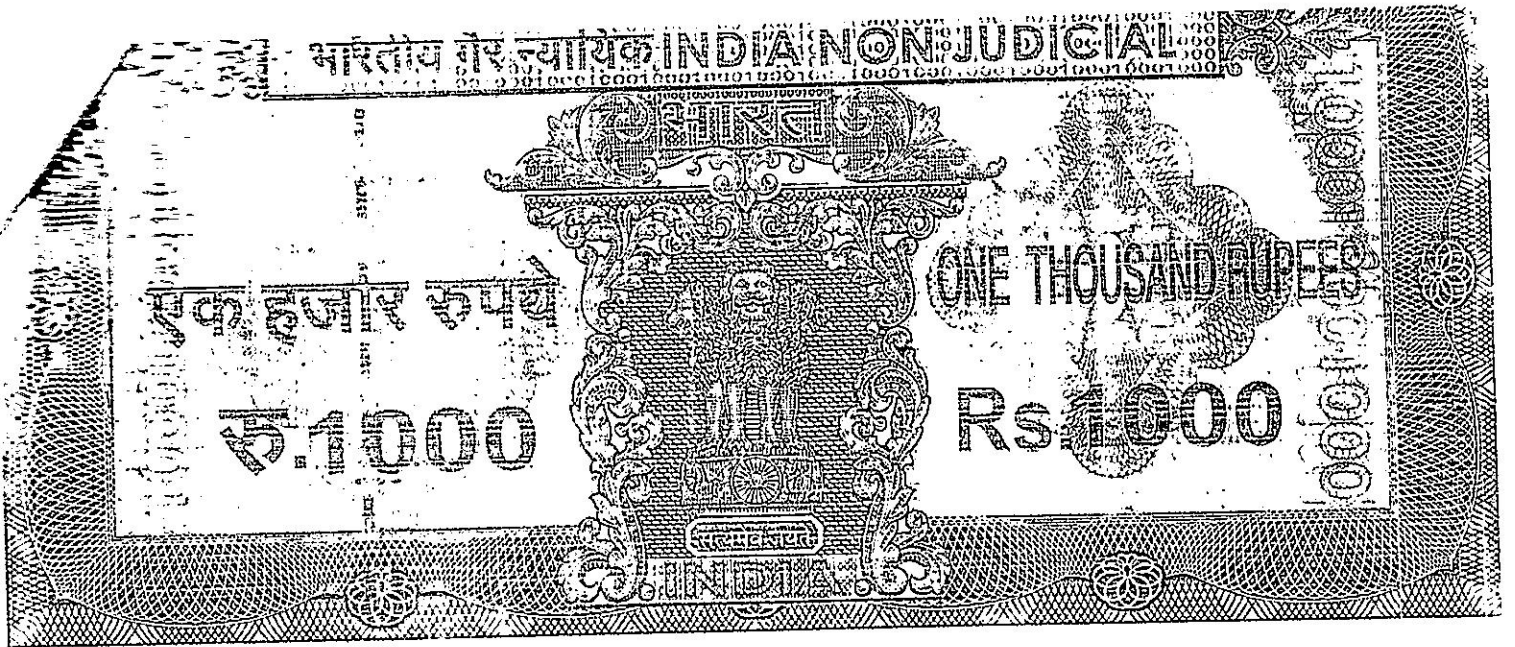 भारतीय गैर न्यायिक INDIA NON JUDICIAL
भारत
एक हजार रुपये
ONE THOUSAND RUPEES
रु.1000
Rs.1000
सत्यमेव जयते
INDIA